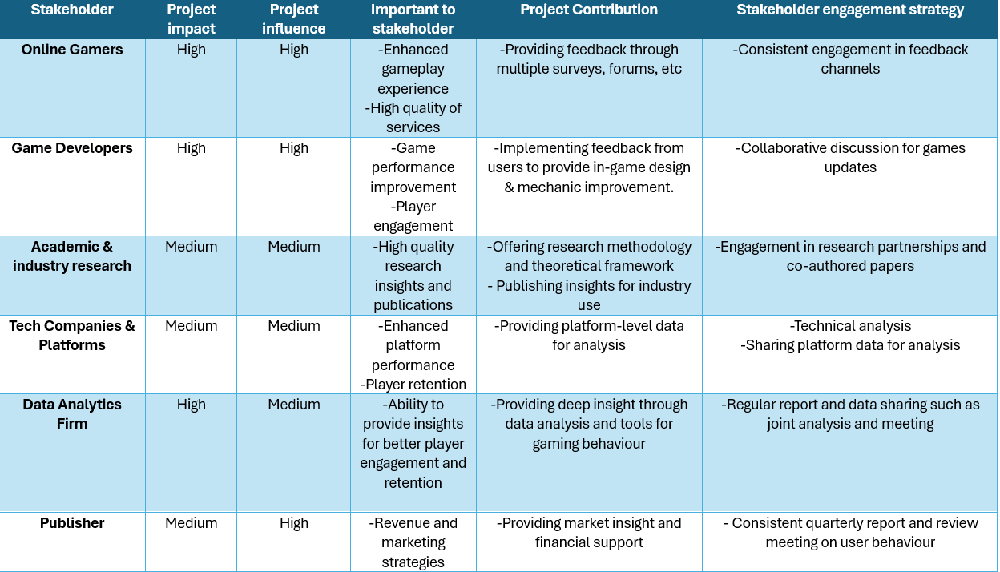 Stakeholder
Project
impact
Project
influence
Important to
stakeholder
Project Contribution
Stakeholder engagement strategy
Online Gamers
High
High
-Enhanced
gameplay
experience
-High quality of
services
-Providing feedback through
multiple surveys, forums, etc
-Consistent engagement in feedback
channels
Game Developers
High
High
-Game
performance
improvement
-Player
engagement
-Implementing feedback from
users to provide in-game design
& mechanic improvement.
-Collaborative discussion for games
updates
Academic &
industry research
Medium
Medium
-High quality
research
insights and
publications
-Offering research methodology
and theoretical framework
- Publishing insights for industry
use
-Engagement in research partnerships and
co-authored papers
Tech Companies &
Platforms
Medium
Medium
-Enhanced
platform
performance
-Player retention
-Providing platform-level data
for analysis
-Technical analysis
-Sharing platform data for analysis
Data Analytics
Firm
High
Medium
-Ability to
provide insights
for better player
engagement and
retention
-Providing deep insight through
data analysis and tools for
gaming behaviour
-Regular report and data sharing such as
joint analysis and meeting
Publisher
Medium
High
-Revenue and
marketing
strategies
-Providing market insight and
financial support
- Consistent quarterly report and review
meeting on user behaviour